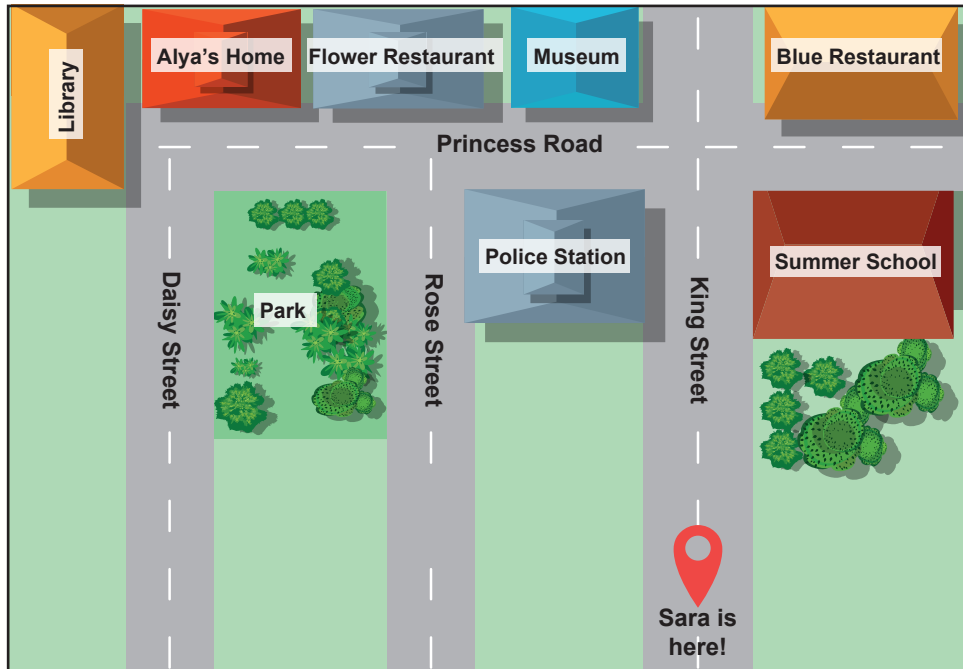 Library
Alya's Home
Flower Restaurant
Museum
Blue Restaurant
Princess Road
Daisy Street
Park
Rose Street
Police Station
King Street
Summer School
Sara is
here!